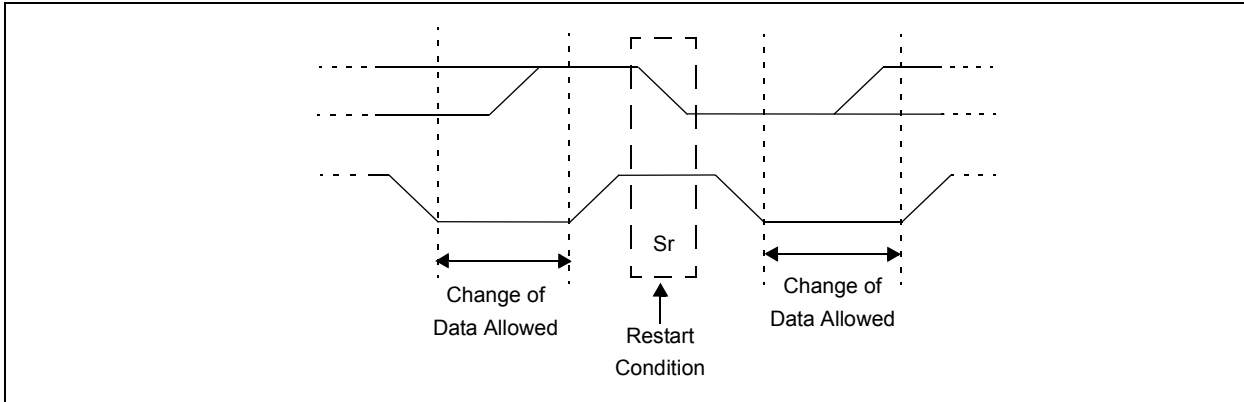 Sr
Change of
Data Allowed
Restart
Condition
Change of
Data Allowed